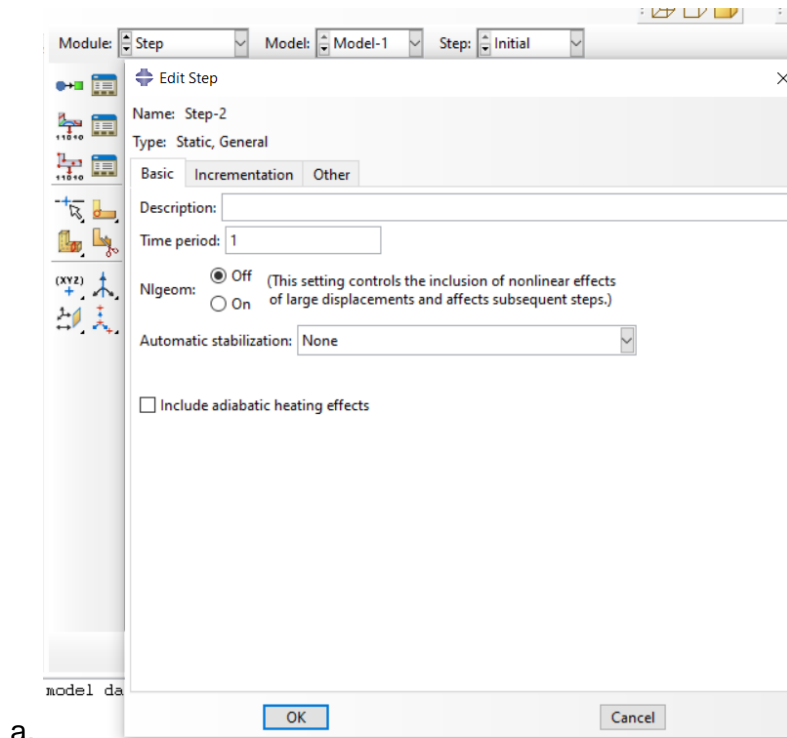 Module: Step Model: Model-1 Step: Initial
Edit Step
Name: Step-2
Type: Static, General
Basic Incrementation Other
Description:
Time period: 1
Nlgeom: Off On (This setting controls the inclusion of nonlinear effects
of large displacements and affects subsequent steps.)
Automatic stabilization: None
Include adiabatic heating effects
(XYZ)
model da
OK Cancel
a.